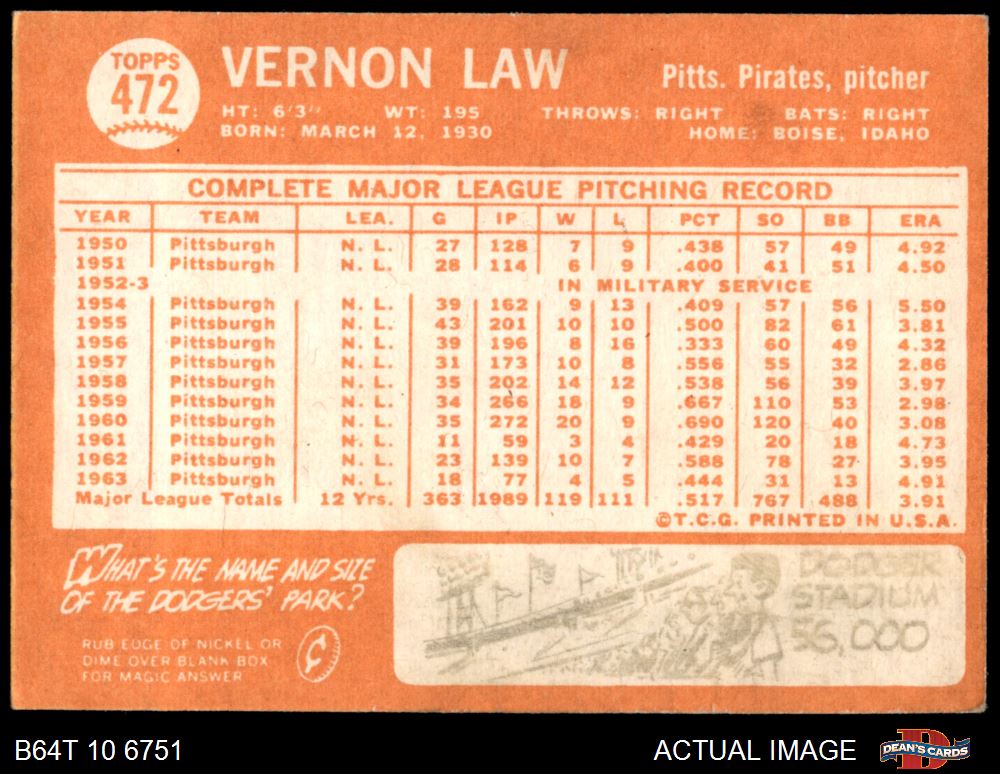 TOPPS
472
VERNON LAW
Pitts. Pirates, pitcher
HT: 6'3" WT: 195 THROWS: RIGHT BATS: RIGHT
BORN: MARCH 12, 1930 HOME: BOISE, IDAHO
COMPLETE MAJOR LEAGUE PITCHING RECORD
YEAR TEAM LEA. G IP W L PCT SO BB ERA
1950 Pittsburgh N. L. 27 128 7 9 .438 57 49 4.92
1951 Pittsburgh N. L. 28 114 6 9 .400 41 51 4.50
1952-3 IN MILITARY SERVICE
1954 Pittsburgh N. L. 39 162 9 13 .409 57 56 5.50
1955 Pittsburgh N. L. 43 201 10 10 .500 82 61 3.81
1956 Pittsburgh N. L. 39 196 8 16 .333 60 49 4.32
1957 Pittsburgh N. L. 31 173 10 8 .556 55 32 2.86
1958 Pittsburgh N. L. 35 202 14 12 .538 56 39 3.97
1959 Pittsburgh N. L. 34 266 18 9 .667 110 53 2.98
1960 Pittsburgh N. L. 35 272 20 9 .690 120 40 3.08
1961 Pittsburgh N. L. 11 59 3 4 .429 20 18 4.73
1962 Pittsburgh N. L. 23 139 10 7 .588 78 27 3.95
1963 Pittsburgh N. L. 18 77 4 5 .444 31 13 4.91
Major League Totals 12 Yrs. 363 1989 119 111 .517 767 488 3.91
©T.C.G. PRINTED IN U.S.A.
WHAT'S THE NAME AND SIZE
OF THE DODGERS' PARK?
RUB EDGE OF NICKEL OR
DIME OVER BLANK BOX
FOR MAGIC ANSWER
¢
DODGER
STADIUM
56,000
B64T 10 6751
ACTUAL IMAGE
DEAN'S CARDS